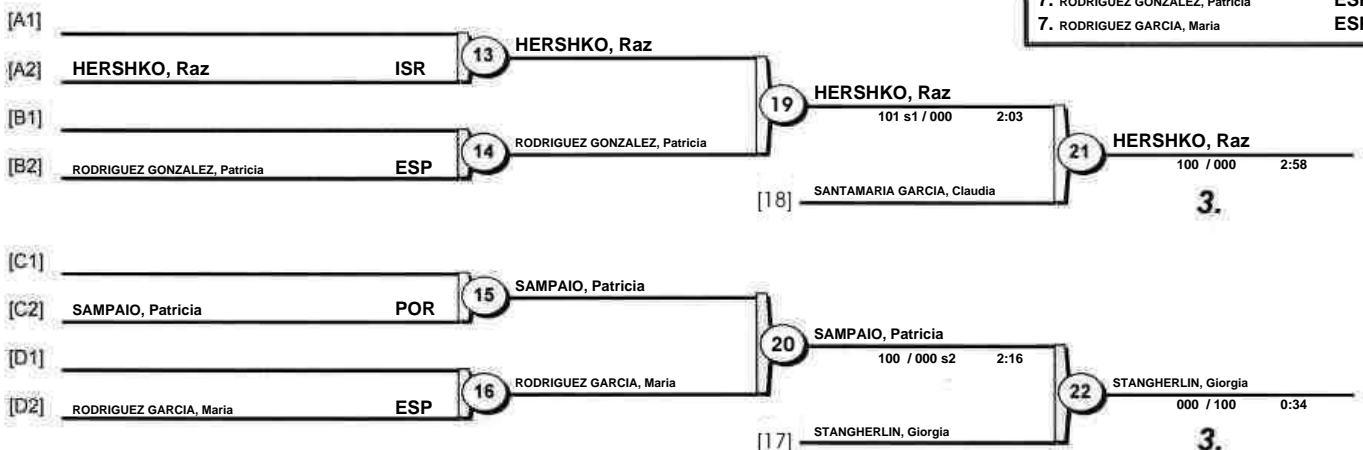 7. RODRIGUEZ GONZALEZ, Patricia
7. RODRIGUEZ GARCIA, Maria
[A1]
[A2] HERSHKO, Raz ISR
13 HERSHKO, Raz
[B1]
[B2] RODRIGUEZ GONZALEZ, Patricia ESP
14 RODRIGUEZ GONZALEZ, Patricia
19 HERSHKO, Raz
101 s1 / 000 2:03
[18] SANTAMARIA GARCIA, Claudia
21 HERSHKO, Raz
100 / 000 2:58
3.
[C1]
[C2] SAMPAIO, Patricia POR
15 SAMPAIO, Patricia
[D1]
[D2] RODRIGUEZ GARCIA, Maria ESP
16 RODRIGUEZ GARCIA, Maria
20 SAMPAIO, Patricia
100 / 000 s2 2:16
[17] STANGHERLIN, Giorgia
22 STANGHERLIN, Giorgia
000 / 100 0:34
3.